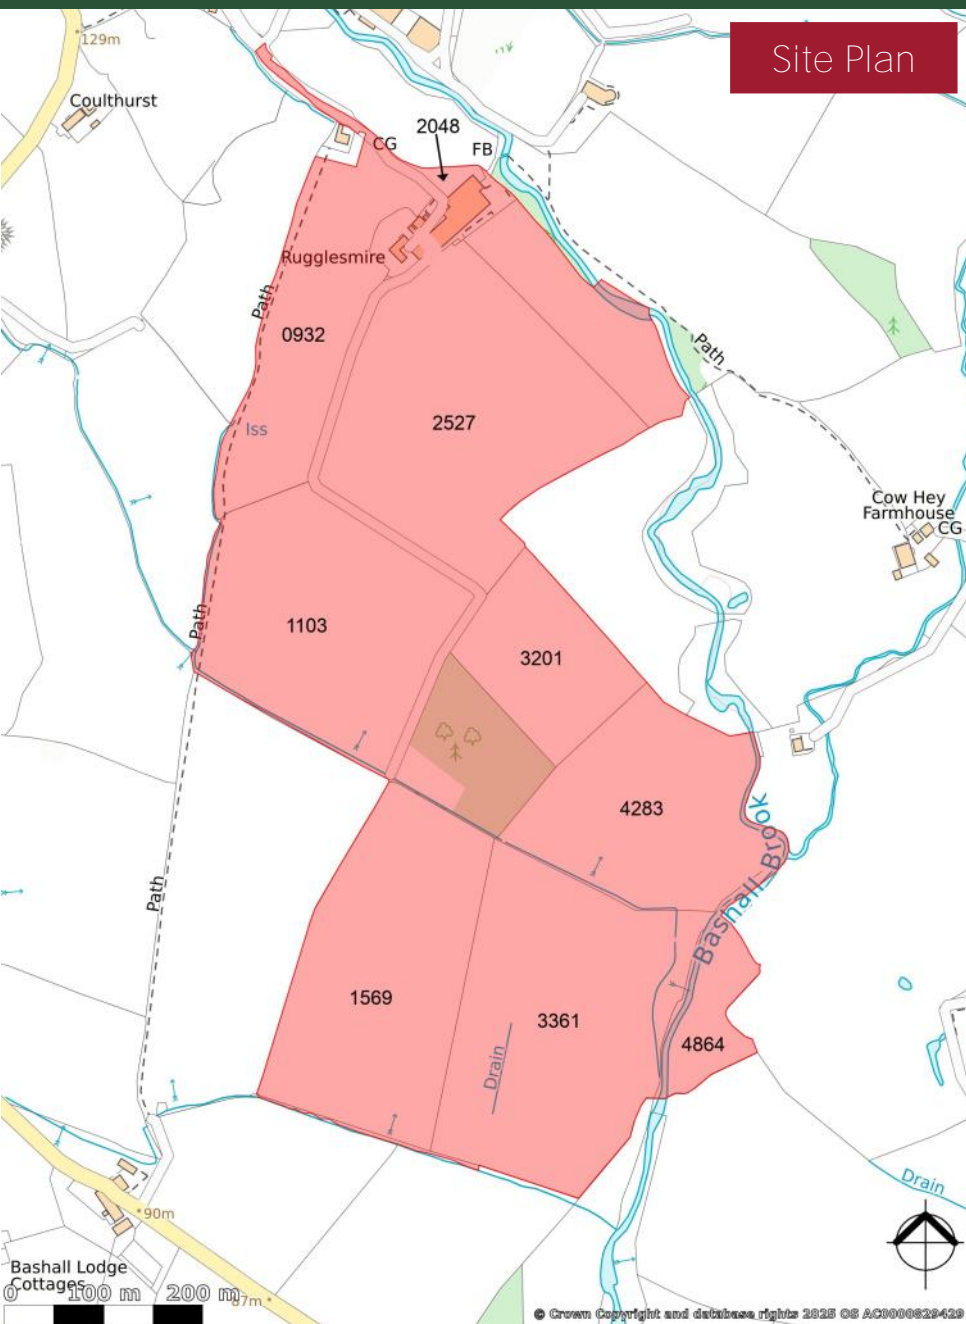 Site Plan
129m
Coulthurst
2048
CG
FB
Rugglesmire
Path
0932
Path
2527
Iss
Cow Hey
Farmhouse
CG
Path
1103
3201
4283
Bashall Brook
Path
1569
3361
4864
Drain
Drain
90m
Bashall Lodge
Cottages
0 100 m 200 m
87m
© Crown Copyright and database rights 2025 OS AC0000829429